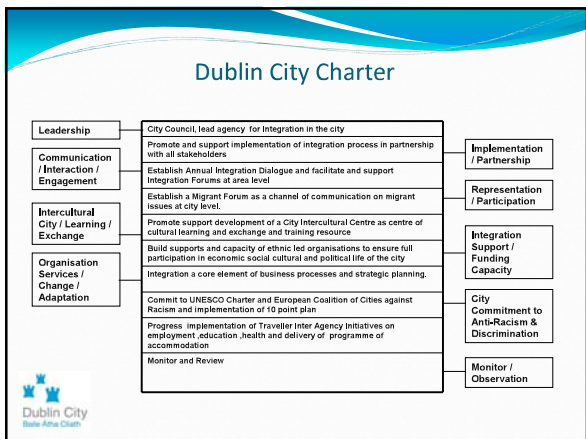 Dublin City Charter
Leadership
Communication
/ Interaction /
Engagement
Intercultural
City / Learning /
Exchange
Organisation
Services /
Change /
Adaptation
City Council, lead agency for Integration in the city
Promote and support implementation of integration process in partnership
with all stakeholders
Establish Annual Integration Dialogue and facilitate and support
Integration Forums at area level
Establish a Migrant Forum as a channel of communication on migrant
issues at city level.
Promote support development of a City Intercultural Centre as centre of
cultural learning and exchange and training resource
Build supports and capacity of ethnic led organisations to ensure full
participation in economic social cultural and political life of the city
Integration a core element of business processes and strategic planning.
Commit to UNESCO Charter and European Coalition of Cities against
Racism and implementation of 10 point plan
Progress implementation of Traveller Inter Agency Initiatives on
employment ,education ,health and delivery of programme of
accommodation
Monitor and Review
Implementation
/ Partnership
Representation
/ Participation
Integration
Support /
Funding
Capacity
City
Commitment to
Anti-Racism &
Discrimination
Monitor /
Observation
Dublin City
Baile Átha Cliath